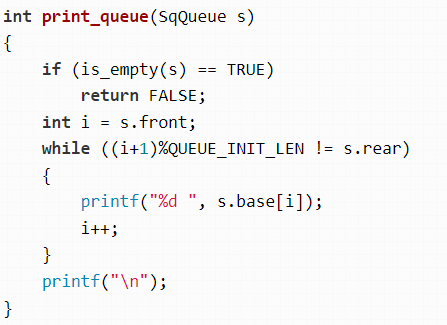 int print_queue(SqQueue s)
{
    if (is_empty(s) == TRUE)
        return FALSE;
    int i = s.front;
    while ((i+1)%QUEUE_INIT_LEN != s.rear)
    {
        printf("%d ", s.base[i]);
        i++;
    }
    printf("\n");
}